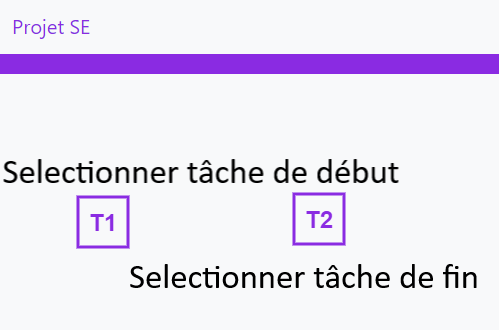 Projet SE
Selectionner tâche de début
T1 T2
Selectionner tâche de fin